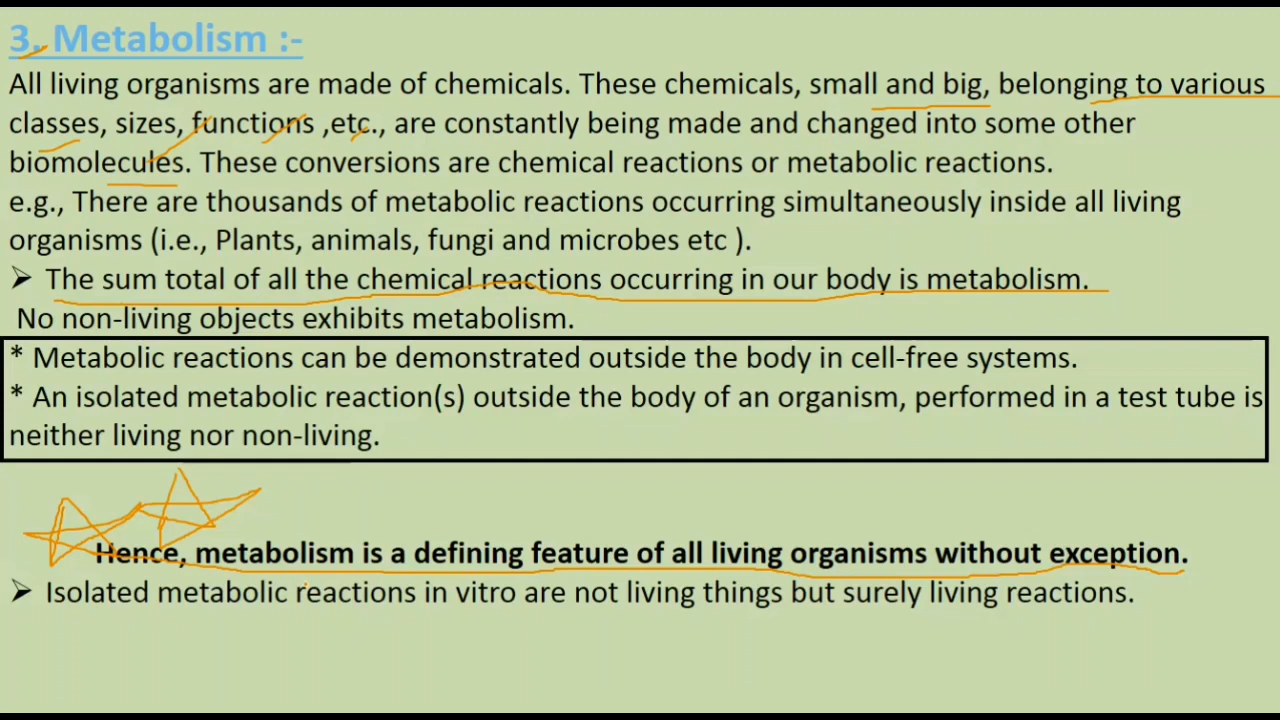 3. Metabolism :-
All living organisms are made of chemicals. These chemicals, small and big, belonging to various
classes, sizes, functions ,etc., are constantly being made and changed into some other
biomolecules. These conversions are chemical reactions or metabolic reactions.
e.g., There are thousands of metabolic reactions occurring simultaneously inside all living
organisms (i.e., Plants, animals, fungi and microbes etc ).
➢ The sum total of all the chemical reactions occurring in our body is metabolism.
No non-living objects exhibits metabolism.
* Metabolic reactions can be demonstrated outside the body in cell-free systems.
* An isolated metabolic reaction(s) outside the body of an organism, performed in a test tube is
neither living nor non-living.
Hence, metabolism is a defining feature of all living organisms without exception.
➢ Isolated metabolic reactions in vitro are not living things but surely living reactions.